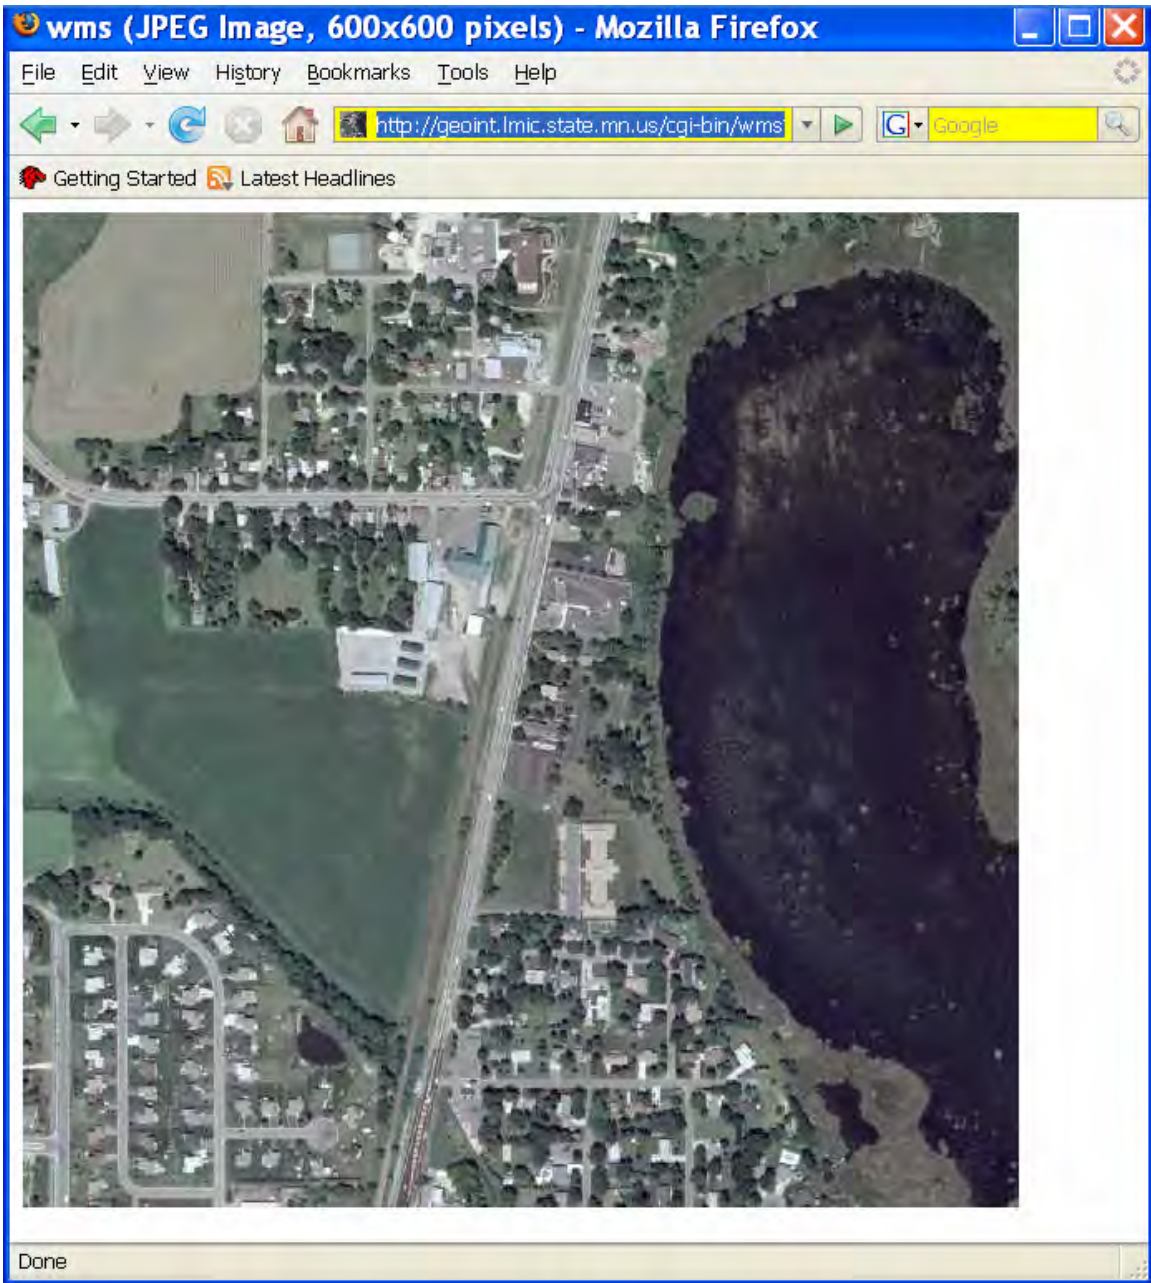 wms (JPEG Image, 600x600 pixels) - Mozilla Firefox
File Edit View History Bookmarks Tools Help
http://geoint.lmic.state.mn.us/cgi-bin/wms G Google
Getting Started Latest Headlines
Done